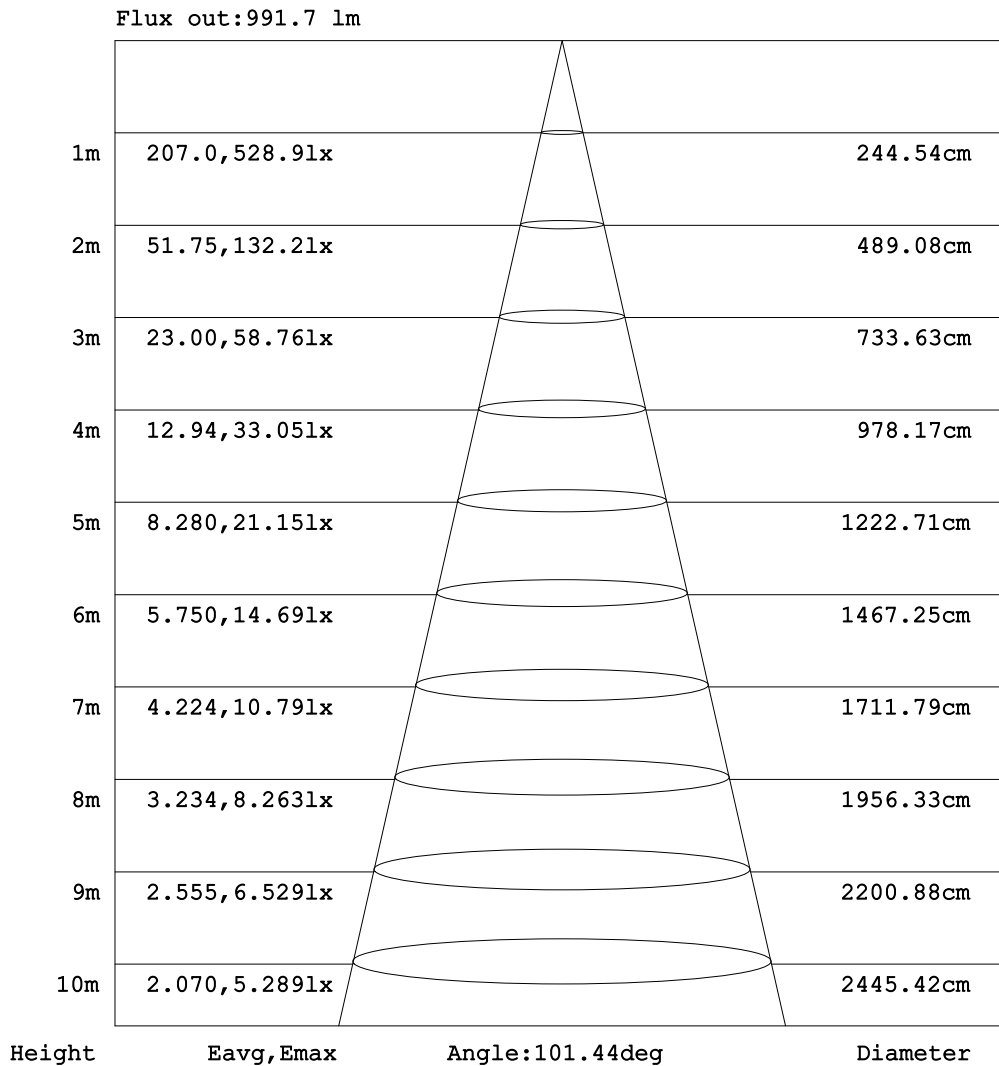 Flux out:991.7 lm
1m 207.0,528.9lx 244.54cm
2m 51.75,132.2lx 489.08cm
3m 23.00,58.76lx 733.63cm
4m 12.94,33.05lx 978.17cm
5m 8.280,21.15lx 1222.71cm
6m 5.750,14.69lx 1467.25cm
7m 4.224,10.79lx 1711.79cm
8m 3.234,8.263lx 1956.33cm
9m 2.555,6.529lx 2200.88cm
10m 2.070,5.289lx 2445.42cm
Height Eavg,Emax Angle:101.44deg Diameter